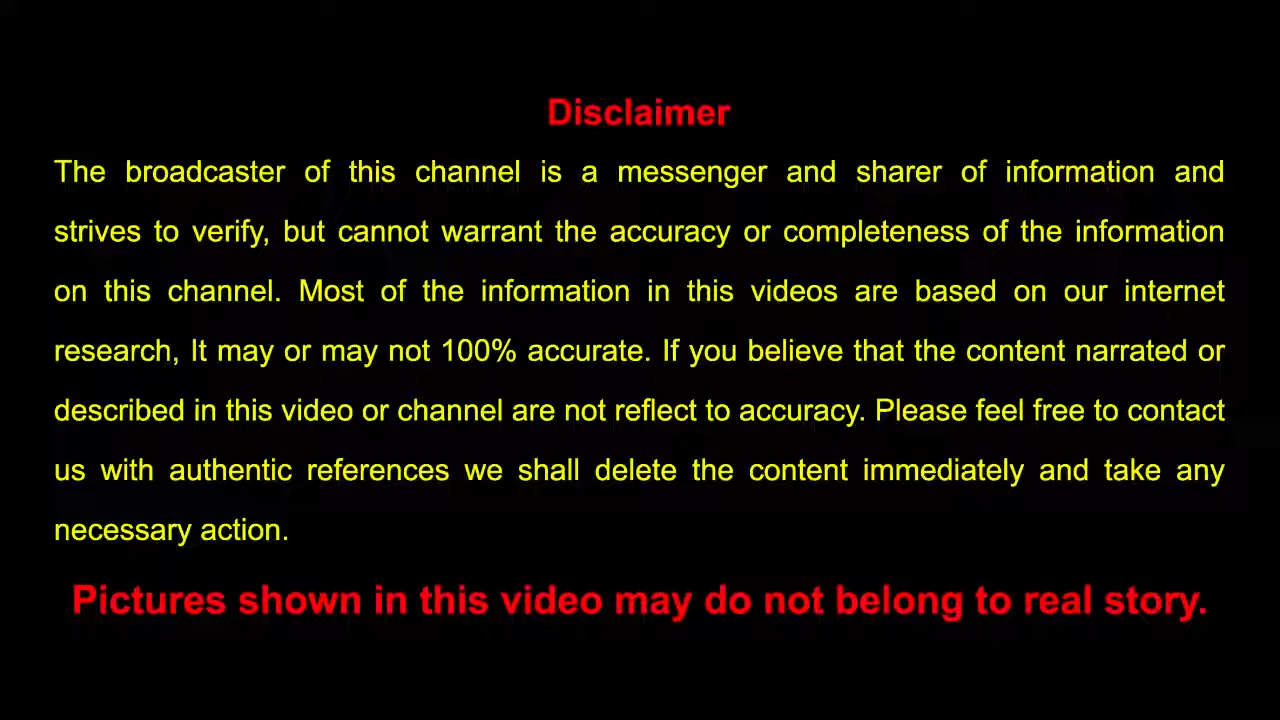 Disclaimer
The broadcaster of this channel is a messenger and sharer of information and
strives to verify, but cannot warrant the accuracy or completeness of the information
on this channel. Most of the information in this videos are based on our internet
research, It may or may not 100% accurate. If you believe that the content narrated or
described in this video or channel are not reflect to accuracy. Please feel free to contact
us with authentic references we shall delete the content immediately and take any
necessary action.
Pictures shown in this video may do not belong to real story.